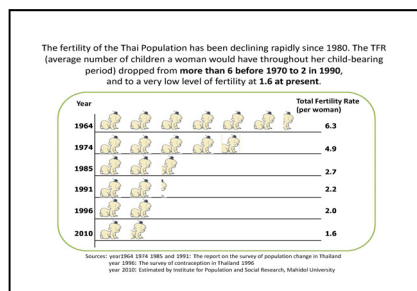 The fertility of the Thai Population has been declining rapidly since 1980. The TFR
(average number of children a woman would have throughout her child-bearing
period) dropped from more than 6 before 1970 to 2 in 1990,
and to a very low level of fertility at 1.6 at present.
Year Total Fertility Rate
(per woman)
1964 6.3
1974 4.9
1985 2.7
1991 2.2
1996 2.0
2010 1.6
Sources: year1964 1974 1985 and 1991: The report on the survey of population change in Thailand
year 1996: The survey of contraception in Thailand 1996
year 2010: Estimated by Institute for Population and Social Research, Mahidol University